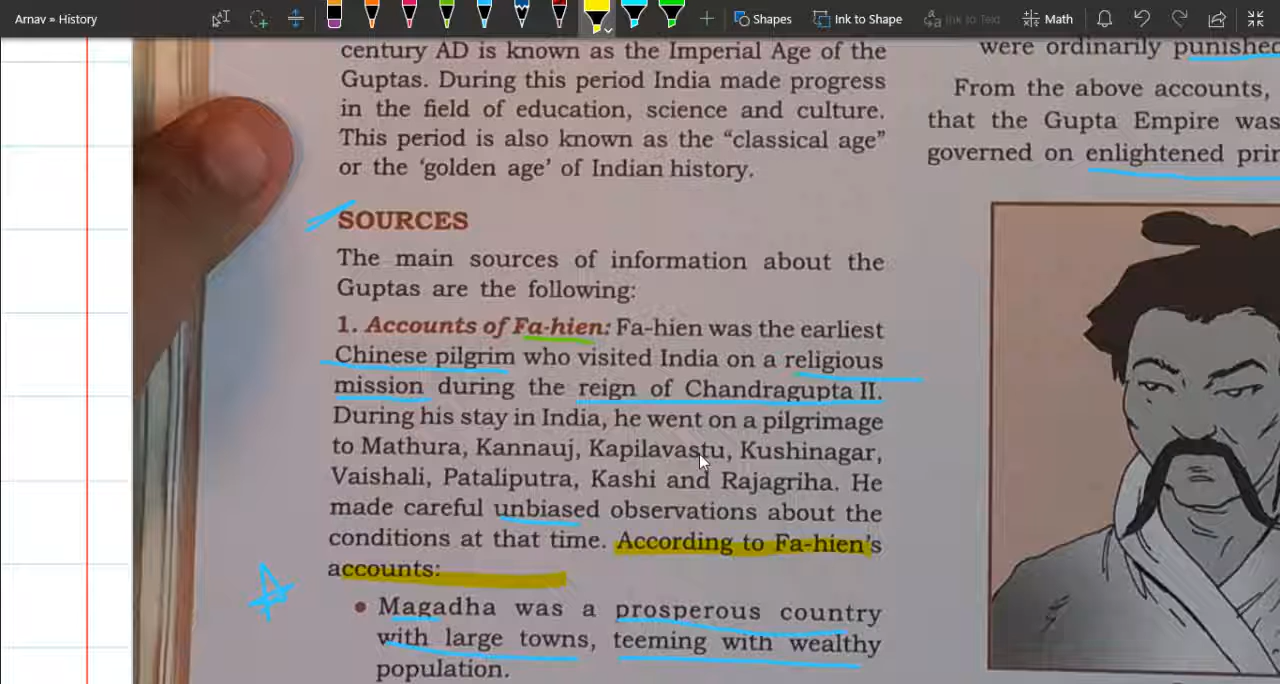 Arnav » History
Shapes
Ink to Shape
Ink to Text
Math
century AD is known as the Imperial Age of the
Guptas. During this period India made progress
in the field of education, science and culture.
This period is also known as the "classical age"
or the 'golden age' of Indian history.
SOURCES
The main sources of information about the
Guptas are the following:
1. Accounts of Fa-hien: Fa-hien was the earliest
Chinese pilgrim who visited India on a religious
mission during the reign of Chandragupta II.
During his stay in India, he went on a pilgrimage
to Mathura, Kannauj, Kapilavastu, Kushinagar,
Vaishali, Pataliputra, Kashi and Rajagriha. He
made careful unbiased observations about the
conditions at that time. According to Fa-hien's
accounts:
• Magadha was a prosperous country
with large towns, teeming with wealthy
population.
were ordinarily punished
From the above accounts,
that the Gupta Empire was
governed on enlightened